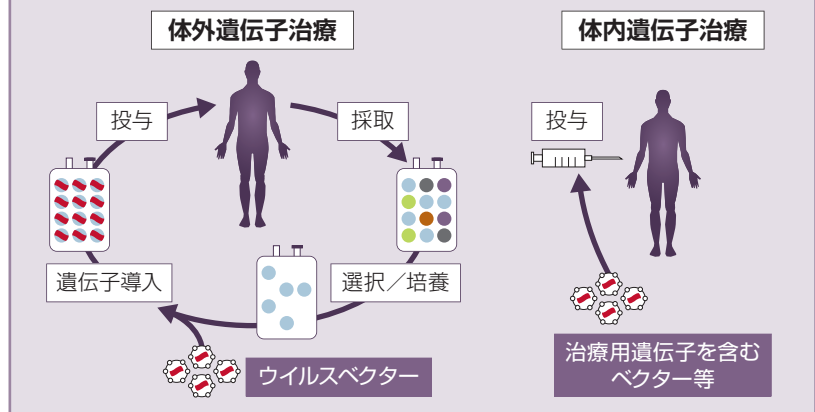 体外遺伝子治療
投与
採取
遺伝子導入
選択／培養
ウイルスベクター
体内遺伝子治療
投与
治療用遺伝子を含む
ベクター等